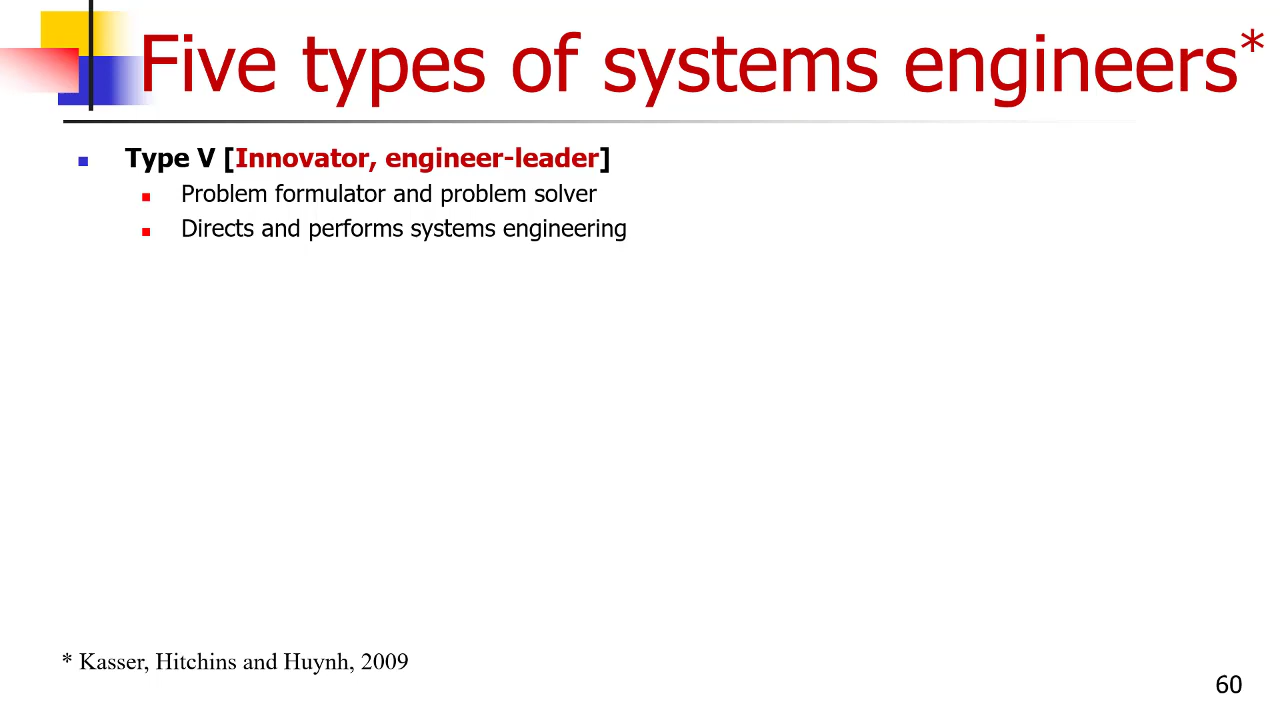 Five types of systems engineers*
Type V [Innovator, engineer-leader]
Problem formulator and problem solver
Directs and performs systems engineering
* Kasser, Hitchins and Huynh, 2009
60